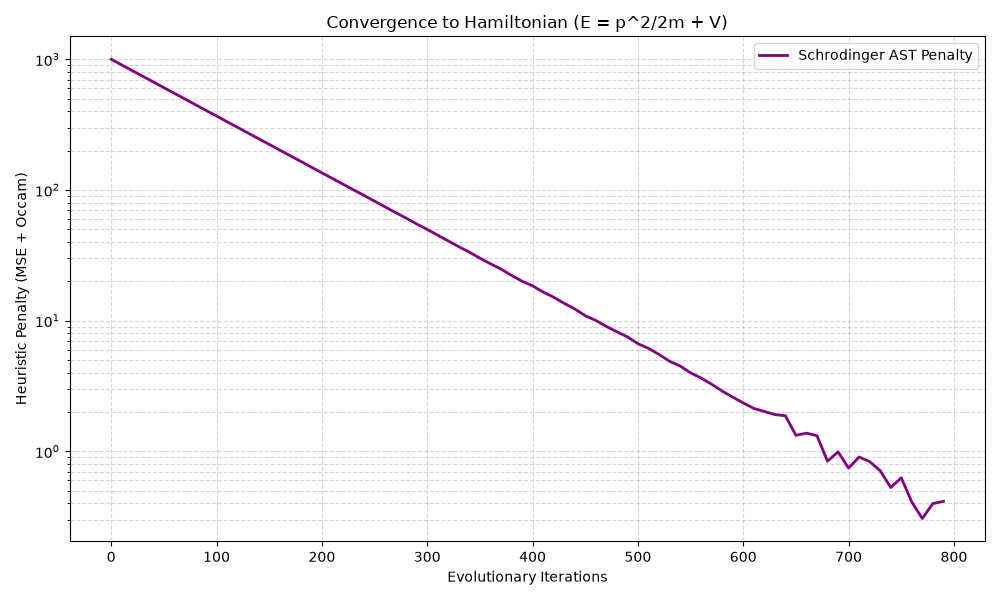 Convergence to Hamiltonian (E = p^2/2m + V)
Schrodinger AST Penalty
Heuristic Penalty (MSE + Occam)
10³
10²
10¹
10⁰
0 100 200 300 400 500 600 700 800
Evolutionary Iterations